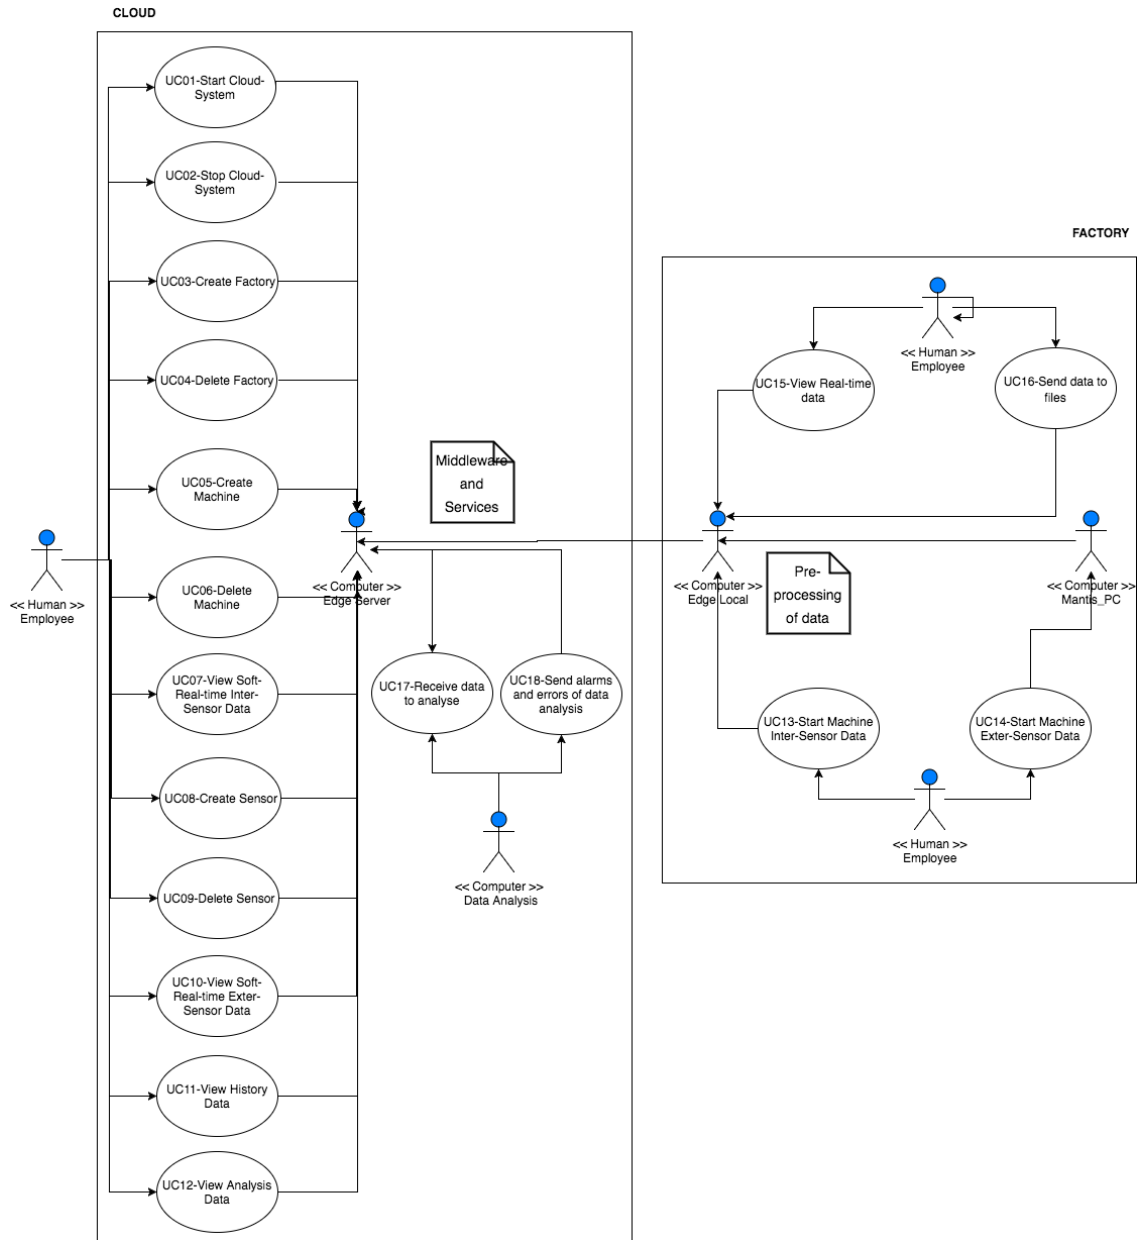 CLOUD
UC01-Start Cloud-
System
UC02-Stop Cloud-
System
UC03-Create Factory
UC04-Delete Factory
UC05-Create
Machine
UC06-Delete
Machine
UC07-View Soft-
Real-time Inter-
Sensor Data
UC08-Create Sensor
UC09-Delete Sensor
UC10-View Soft-
Real-time Exter-
Sensor Data
UC11-View History
Data
UC12-View Analysis
Data
<< Human >>
Employee
<< Computer >>
Edge Server
Middleware
and
Services
UC17-Receive data
to analyse
UC18-Send alarms
and errors of data
analysis
<< Computer >>
Data Analysis
FACTORY
<< Human >>
Employee
UC15-View Real-time
data
UC16-Send data to
files
<< Computer >>
Edge Local
Pre-
processing
of data
<< Computer >>
Mantis_PC
UC13-Start Machine
Inter-Sensor Data
UC14-Start Machine
Exter-Sensor Data
<< Human >>
Employee